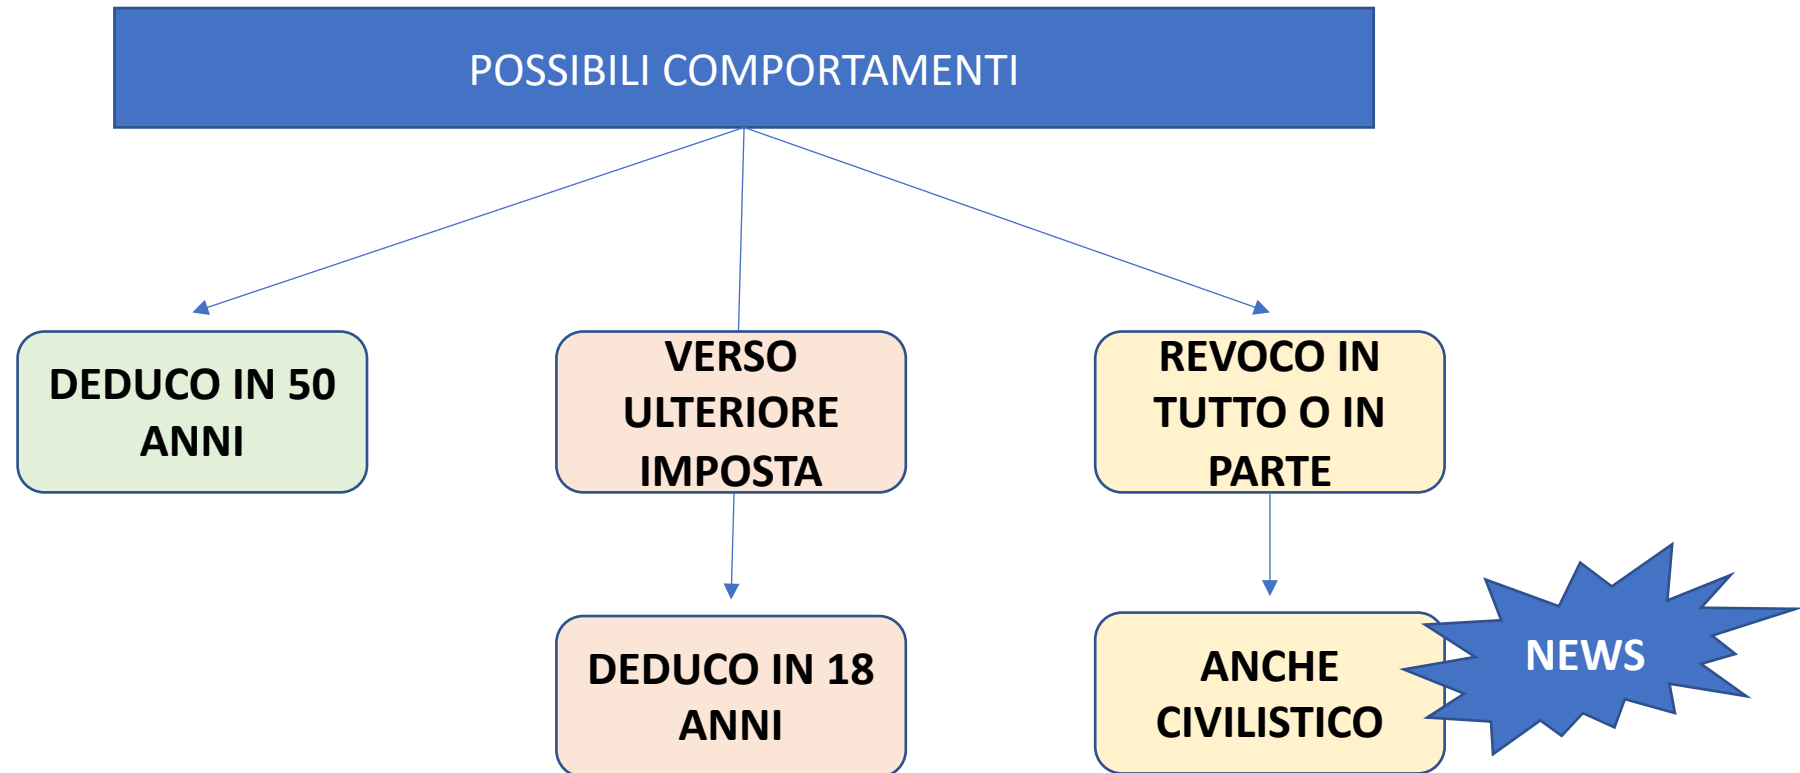 POSSIBILI COMPORTAMENTI
DEDUCO IN 50
ANNI
VERSO
ULTERIORE
IMPOSTA
REVOCO IN
TUTTO O IN
PARTE
DEDUCO IN 18
ANNI
ANCHE
CIVILISTICO
NEWS